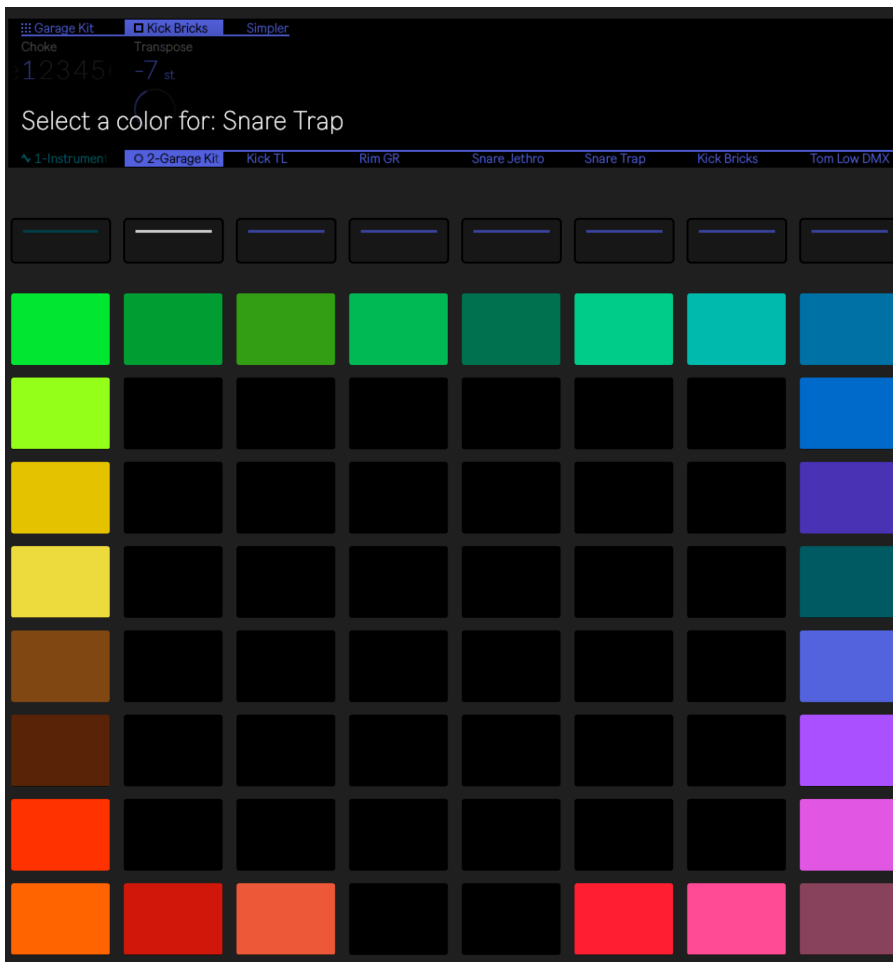 Garage Kit Kick Bricks Simpler
Choke Transpose
12345 -7 st
Select a color for: Snare Trap
1-Instrument 2-Garage Kit Kick TL Rim GR Snare Jethro Snare Trap Kick Bricks Tom Low DMX